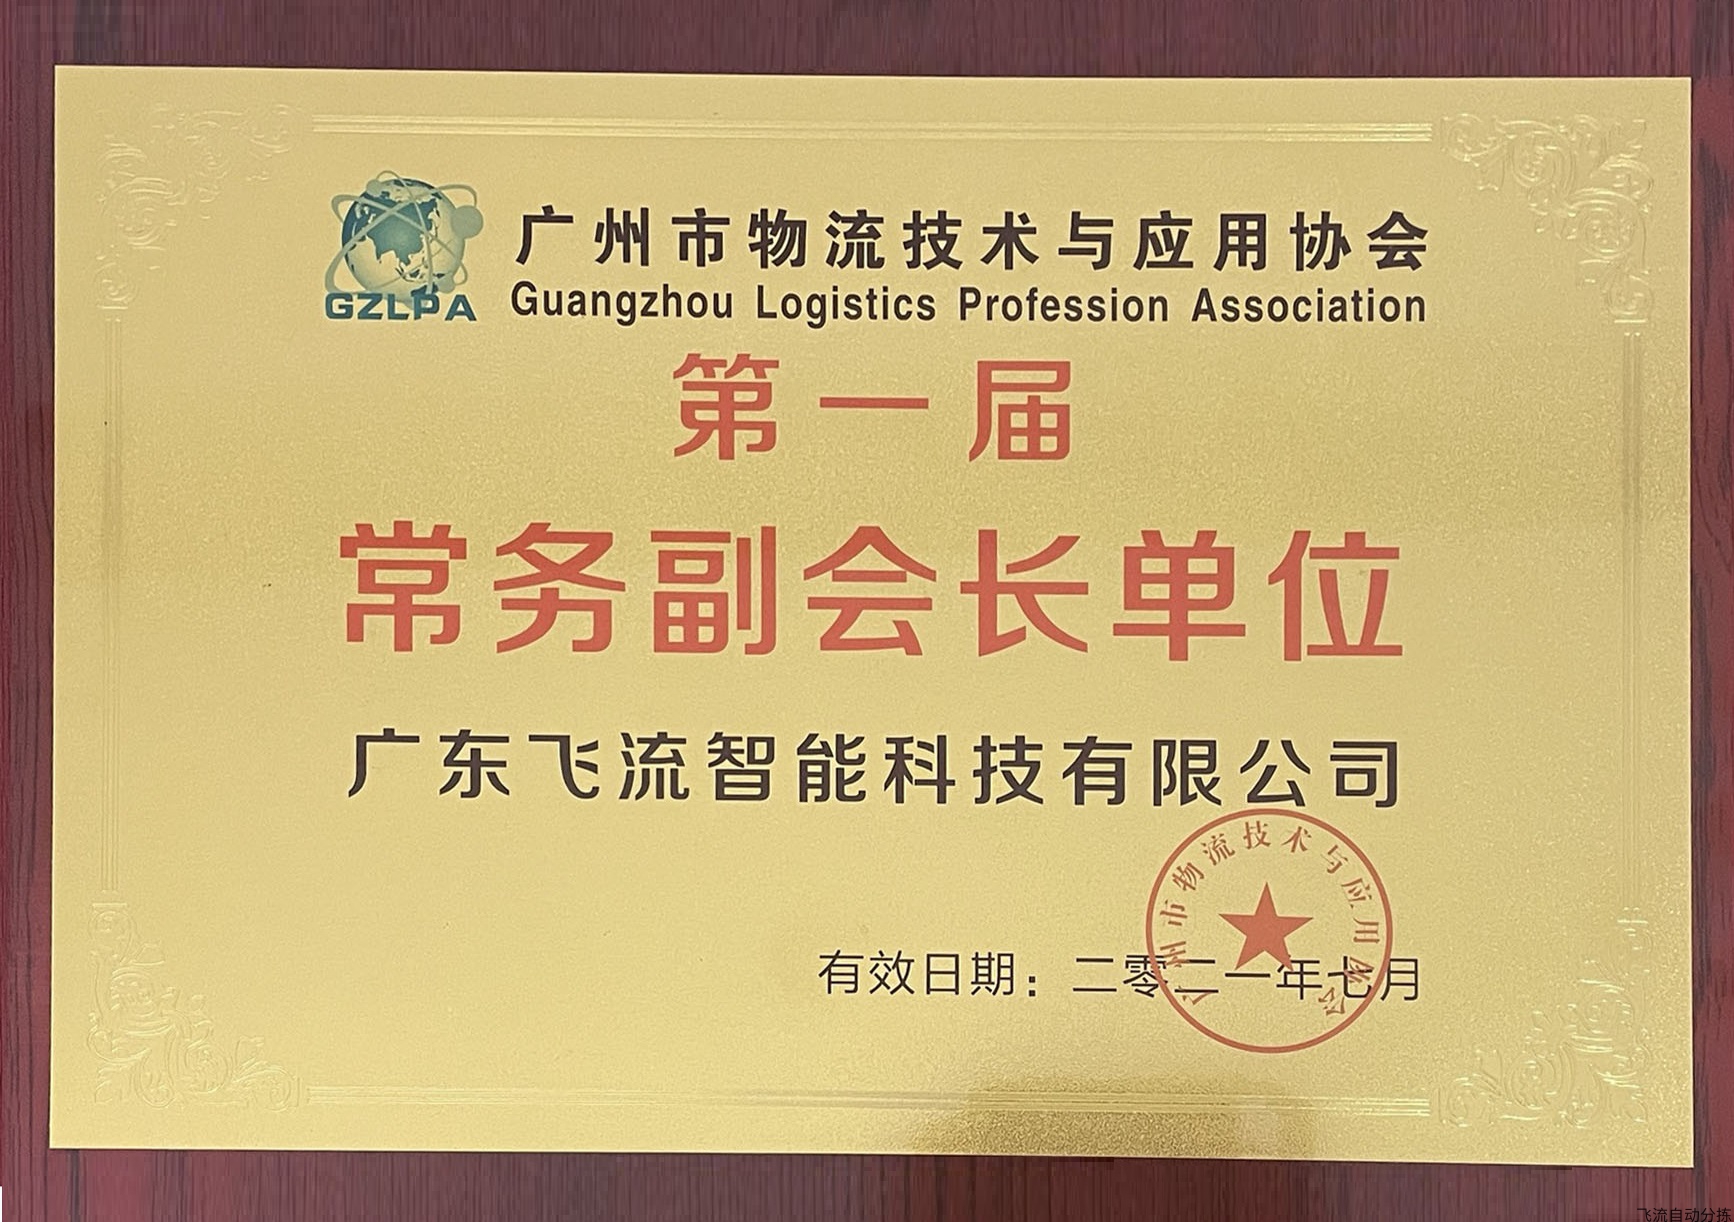 GZLPA
广州市物流技术与应用协会
Guangzhou Logistics Profession Association
第一届
常务副会长单位
广东飞流智能科技有限公司
有效日期：二零二一年七月
广州市物流技术与应用协会
飞流自动分拣